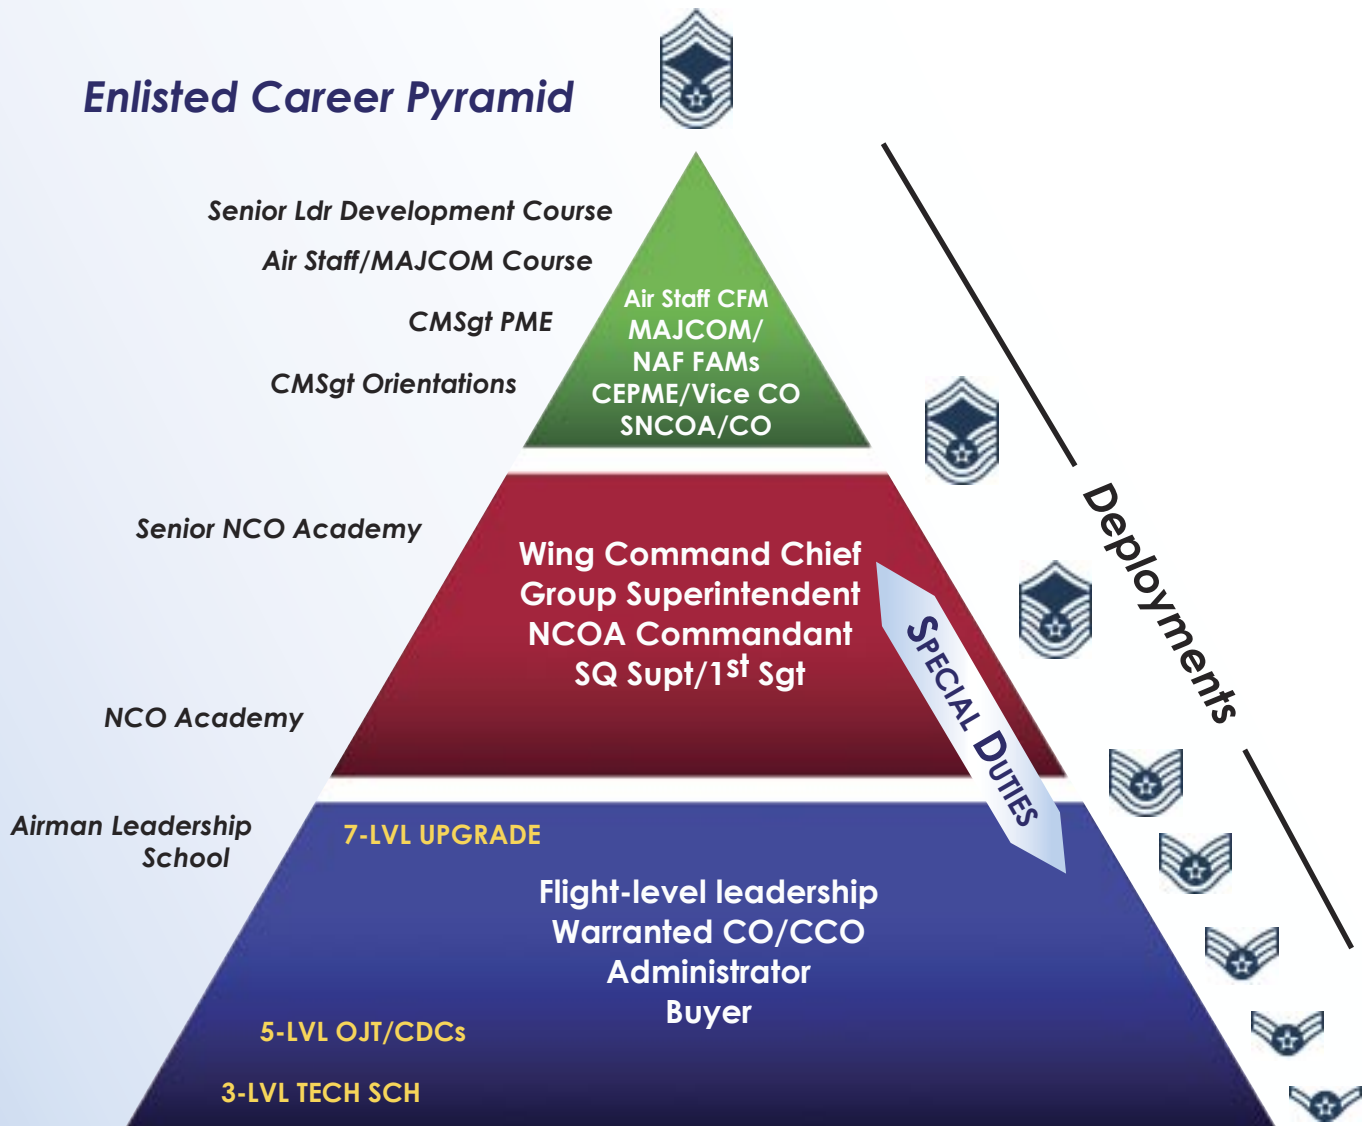 Enlisted Career Pyramid
Senior Ldr Development Course
Air Staff/MAJCOM Course
CMSgt PME
CMSgt Orientations
Air Staff CFM
MAJCOM/
NAF FAMs
CEPME/Vice CO
SNCOA/CO
Senior NCO Academy
Wing Command Chief
Group Superintendent
NCOA Commandant
SQ Supt/1st Sgt
NCO Academy
SPECIAL DUTIES
Deployments
Airman Leadership
School
7-LVL UPGRADE
Flight-level leadership
Warranted CO/CCO
Administrator
Buyer
5-LVL OJT/CDCs
3-LVL TECH SCH